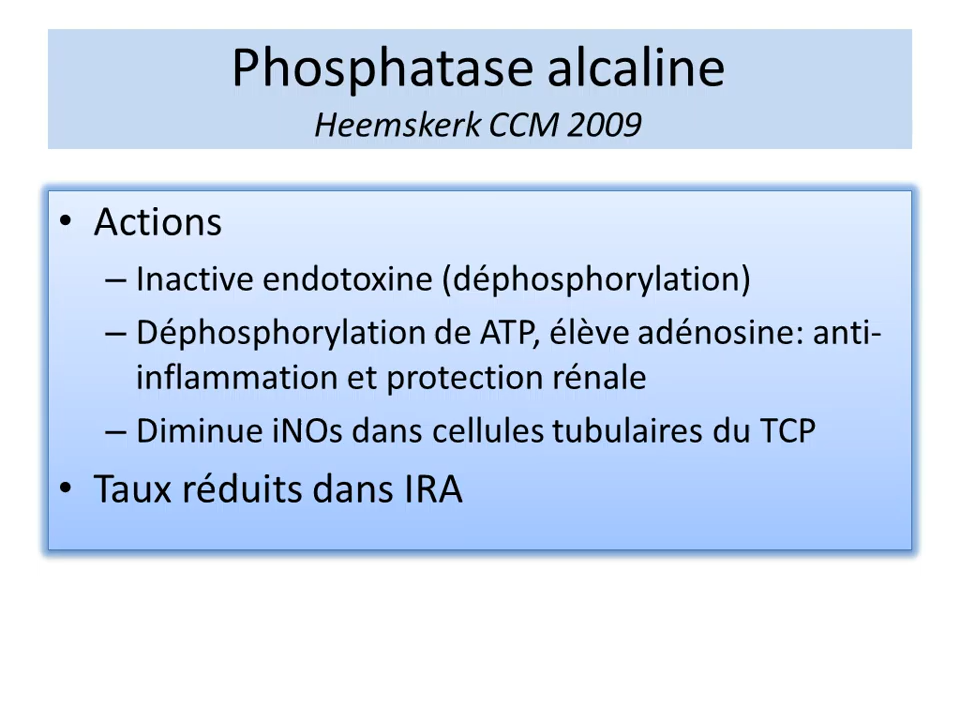 Phosphatase alcaline
Heemskerk CCM 2009
• Actions
– Inactive endotoxine (déphosphorylation)
– Déphosphorylation de ATP, élève adénosine: anti-
inflammation et protection rénale
– Diminue iNOs dans cellules tubulaires du TCP
• Taux réduits dans IRA